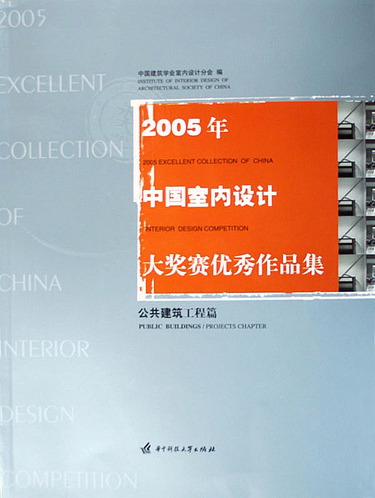 2005
EXCELLENT
COLLECTION
OF
CHINA
INTERIOR
DESIGN
COMPETITION
中国建筑学会室内设计分会 编
INSTITUTE OF INTERIOR DESIGN OF
ARCHITECTURAL SOCIETY OF CHINA
2005年
2005 EXCELLENT COLLECTION OF CHINA
中国室内设计
INTERIOR DESIGN COMPETITION
大奖赛优秀作品集
公共建筑工程篇
PUBLIC BUILDINGS / PROJECTS CHAPTER
华中科技大学出版社